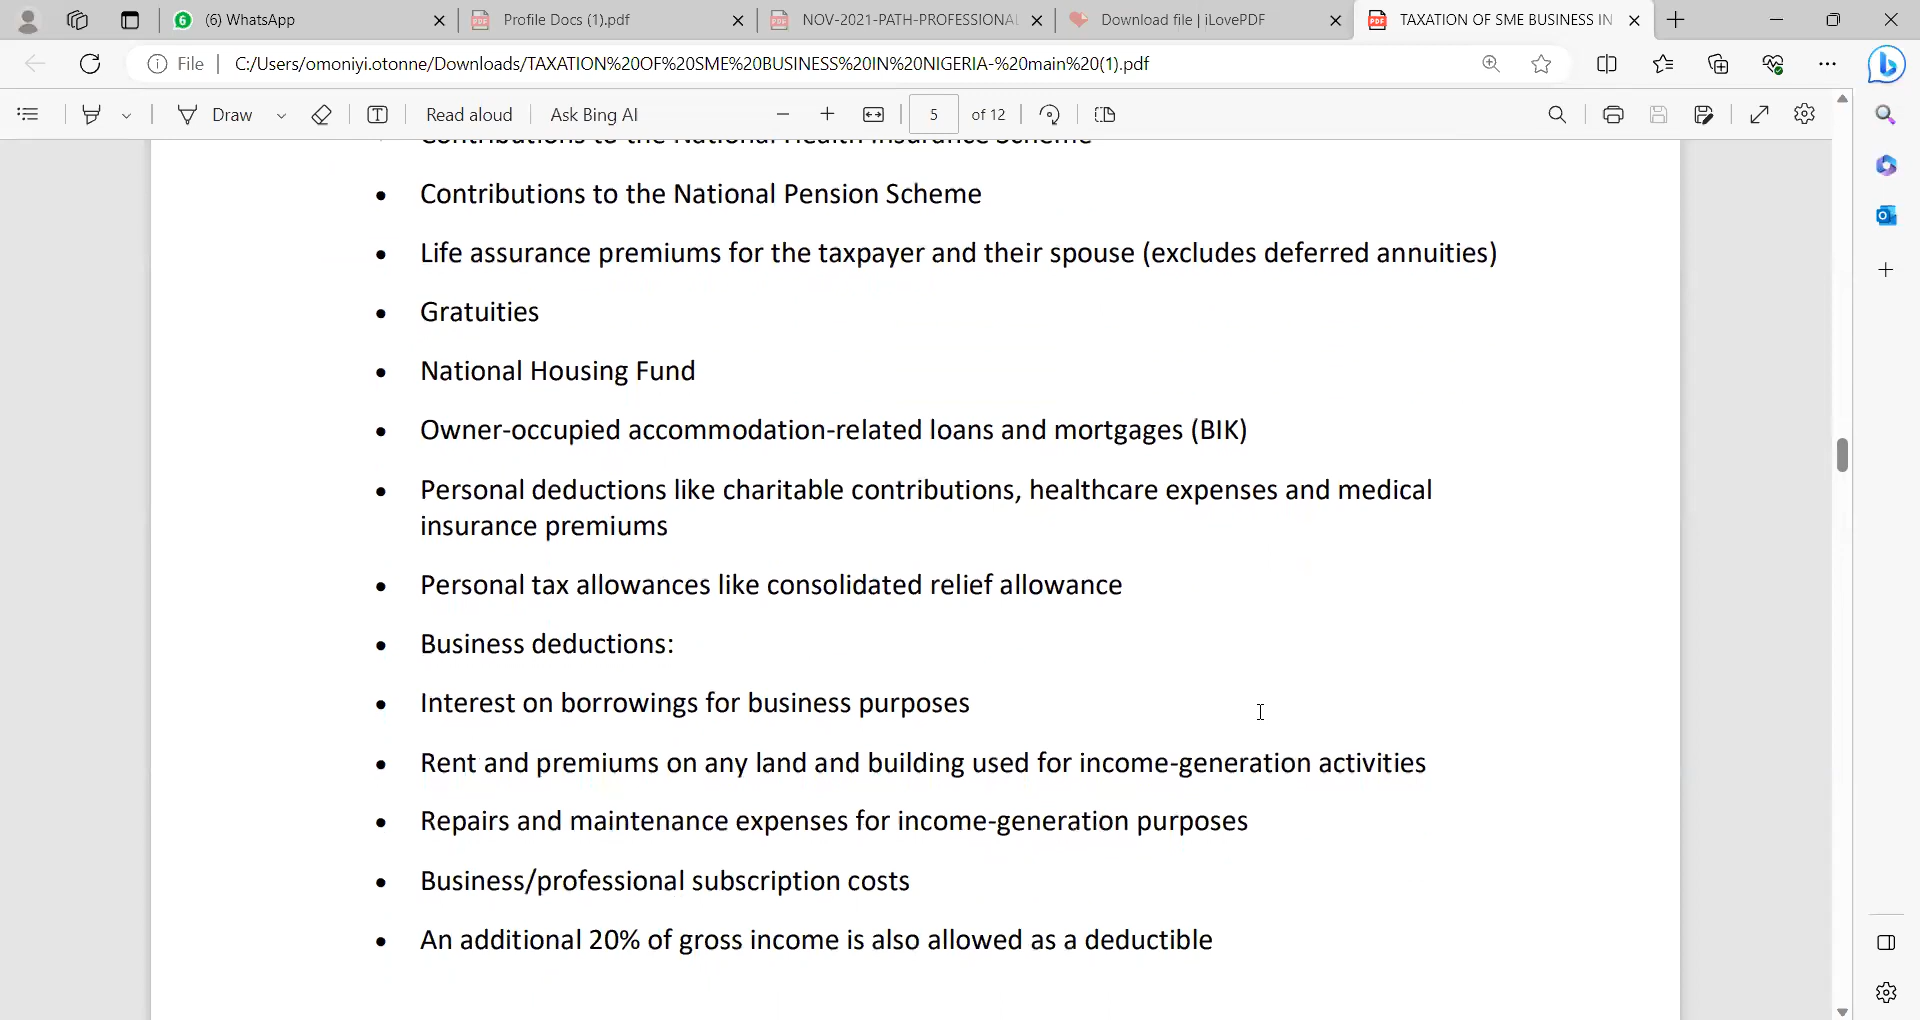 (6) WhatsApp
Profile Docs (1).pdf
NOV-2021-PATH-PROFESSIONAL
Download file | iLovePDF
TAXATION OF SME BUSINESS IN
File
C:/Users/omoniyi.otonne/Downloads/TAXATION%20OF%20SME%20BUSINESS%20IN%20NIGERIA-%20main%20(1).pdf
Draw
Read aloud
Ask Bing AI
5 of 12
Contributions to the National Health Insurance Scheme
• Contributions to the National Pension Scheme
• Life assurance premiums for the taxpayer and their spouse (excludes deferred annuities)
• Gratuities
• National Housing Fund
• Owner-occupied accommodation-related loans and mortgages (BIK)
• Personal deductions like charitable contributions, healthcare expenses and medical
insurance premiums
• Personal tax allowances like consolidated relief allowance
• Business deductions:
• Interest on borrowings for business purposes
• Rent and premiums on any land and building used for income-generation activities
• Repairs and maintenance expenses for income-generation purposes
• Business/professional subscription costs
• An additional 20% of gross income is also allowed as a deductible